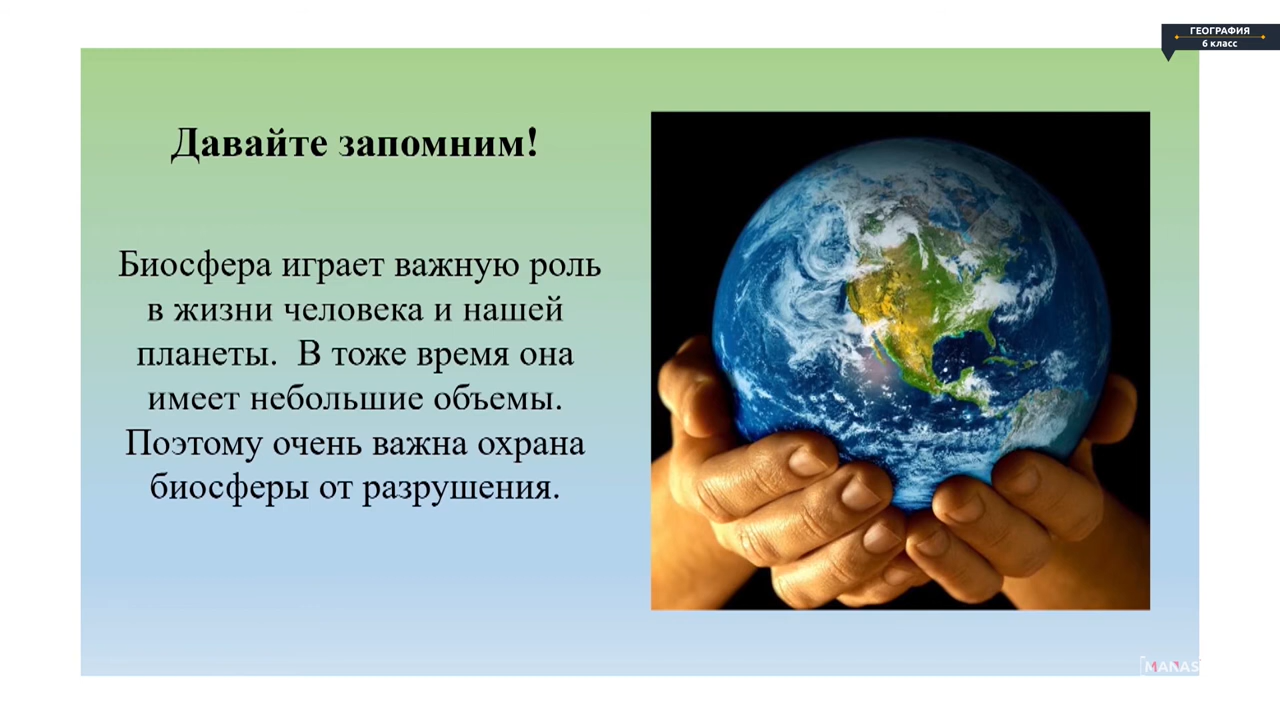 ГЕОГРАФИЯ
6 класс
Давайте запомним!
Биосфера играет важную роль
в жизни человека и нашей
планеты. В тоже время она
имеет небольшие объемы.
Поэтому очень важна охрана
биосферы от разрушения.
MANAS